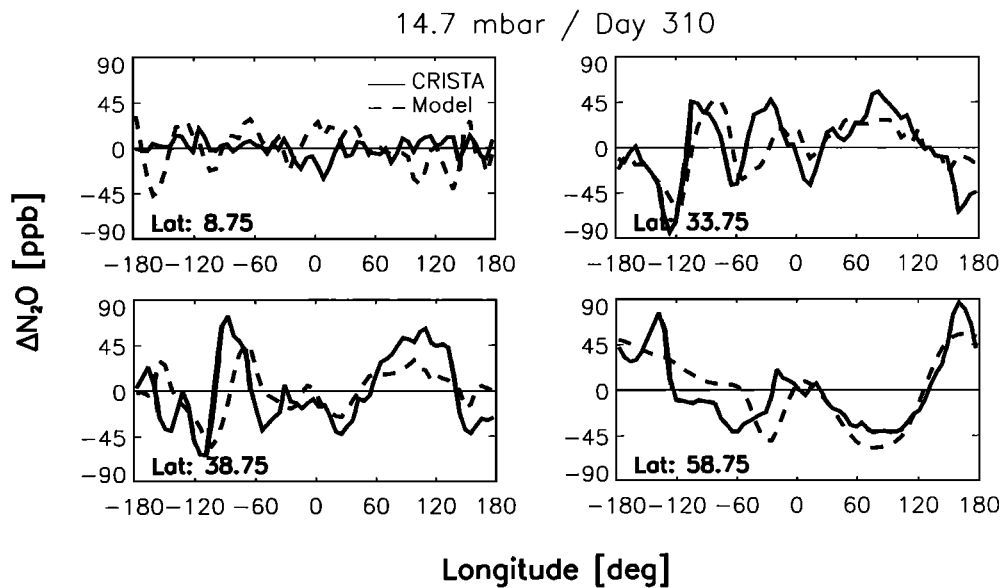 14.7 mbar / Day 310
ΔN₂O [ppb]
90
45
0
−45
−90
CRISTA
Model
Lat: 8.75
−180 −120 −60 0 60 120 180
90
45
0
−45
−90
Lat: 33.75
−180 −120 −60 0 60 120 180
90
45
0
−45
−90
Lat: 38.75
−180 −120 −60 0 60 120 180
90
45
0
−45
−90
Lat: 58.75
−180 −120 −60 0 60 120 180
Longitude [deg]